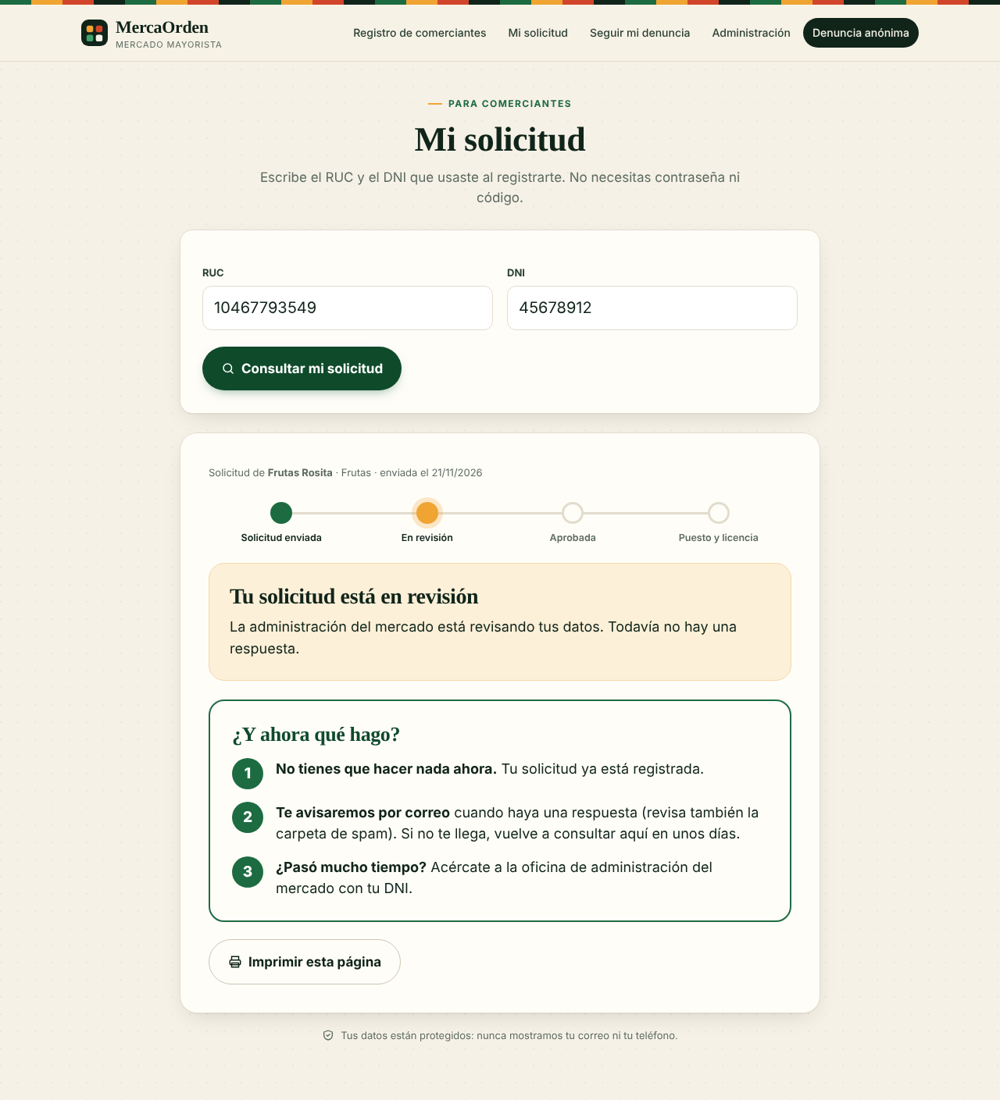 MercaOrden
MERCADO MAYORISTA
Registro de comerciantes
Mi solicitud
Seguir mi denuncia
Administración
Denuncia anónima
PARA COMERCIANTES
Mi solicitud
Escribe el RUC y el DNI que usaste al registrarte. No necesitas contraseña ni
código.
RUC
DNI
10467793549
45678912
Consultar mi solicitud
Solicitud de Frutas Rosita · Frutas · enviada el 21/11/2026
Solicitud enviada
En revisión
Aprobada
Puesto y licencia
Tu solicitud está en revisión
La administración del mercado está revisando tus datos. Todavía no hay una
respuesta.
¿Y ahora qué hago?
1 No tienes que hacer nada ahora. Tu solicitud ya está registrada.
2 Te avisaremos por correo cuando haya una respuesta (revisa también la
carpeta de spam). Si no te llega, vuelve a consultar aquí en unos días.
3 ¿Pasó mucho tiempo? Acércate a la oficina de administración del
mercado con tu DNI.
Imprimir esta página
Tus datos están protegidos: nunca mostramos tu correo ni tu teléfono.